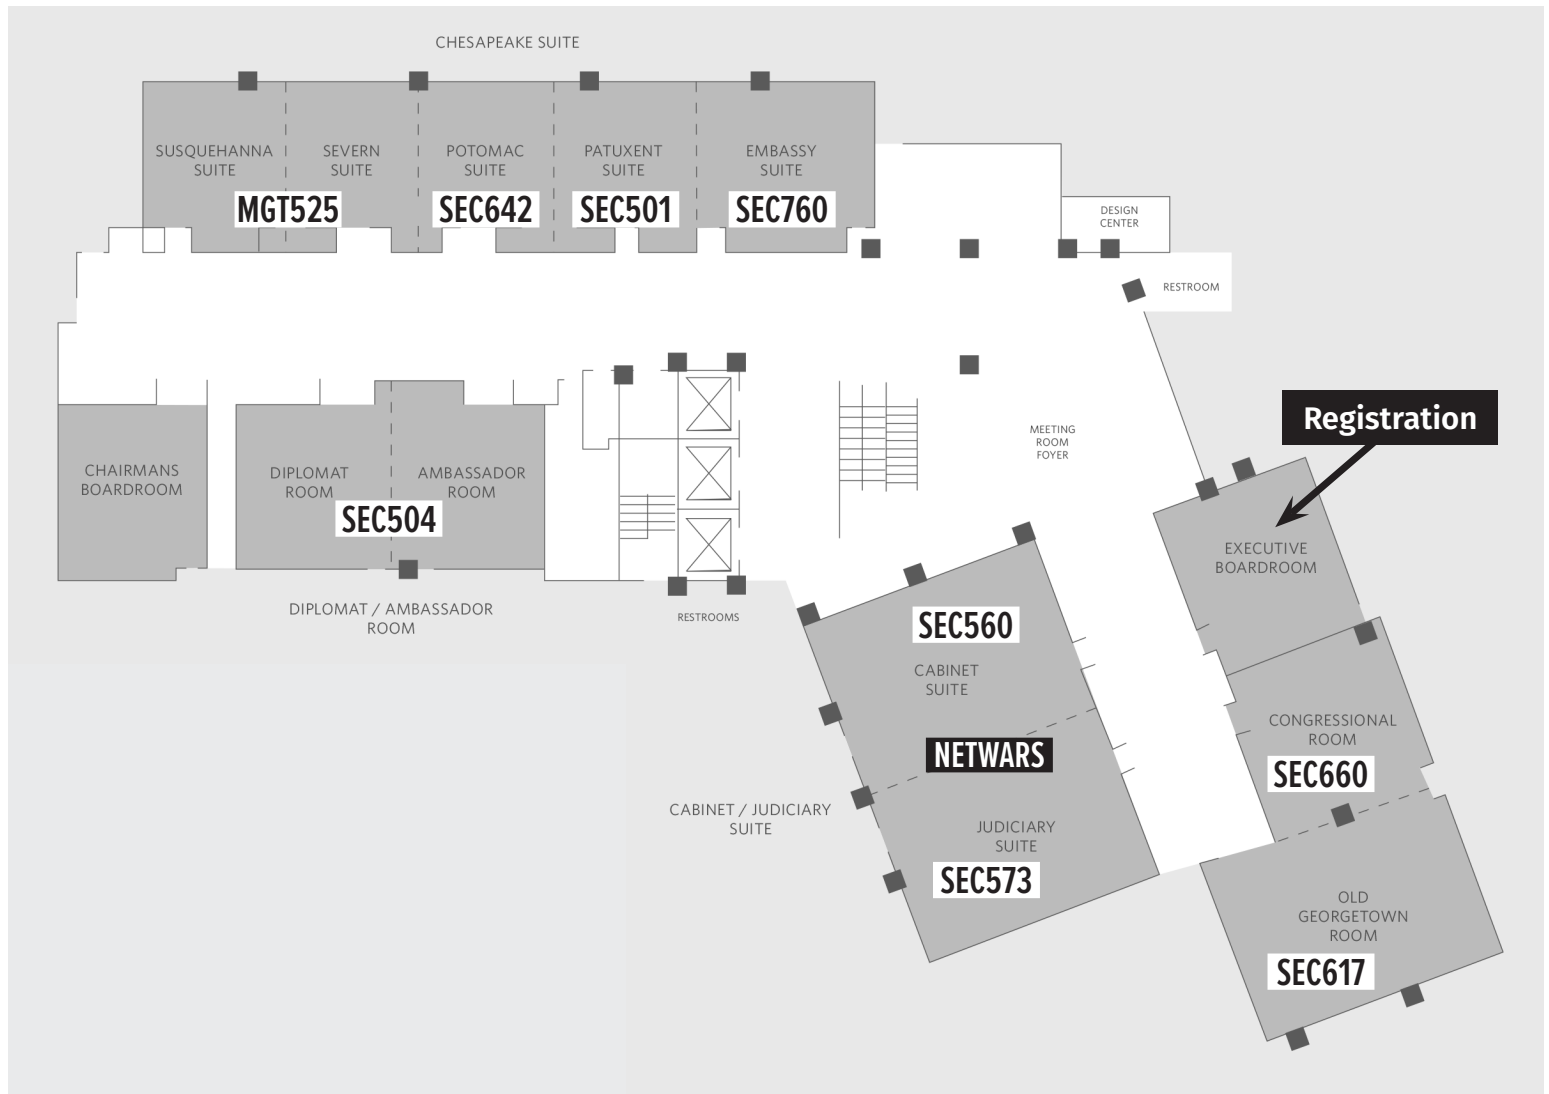 CHESAPEAKE SUITE
SUSQUEHANNA
SUITE
SEVERN
SUITE
MGT525
POTOMAC
SUITE
SEC642
PATUXENT
SUITE
SEC501
EMBASSY
SUITE
SEC760
DESIGN
CENTER
RESTROOM
Registration
MEETING
ROOM
FOYER
CHAIRMANS
BOARDROOM
DIPLOMAT
ROOM
AMBASSADOR
ROOM
SEC504
DIPLOMAT / AMBASSADOR
ROOM
RESTROOMS
EXECUTIVE
BOARDROOM
SEC560
CABINET
SUITE
NETWARS
CABINET / JUDICIARY
SUITE
JUDICIARY
SUITE
SEC573
CONGRESSIONAL
ROOM
SEC660
OLD
GEORGETOWN
ROOM
SEC617